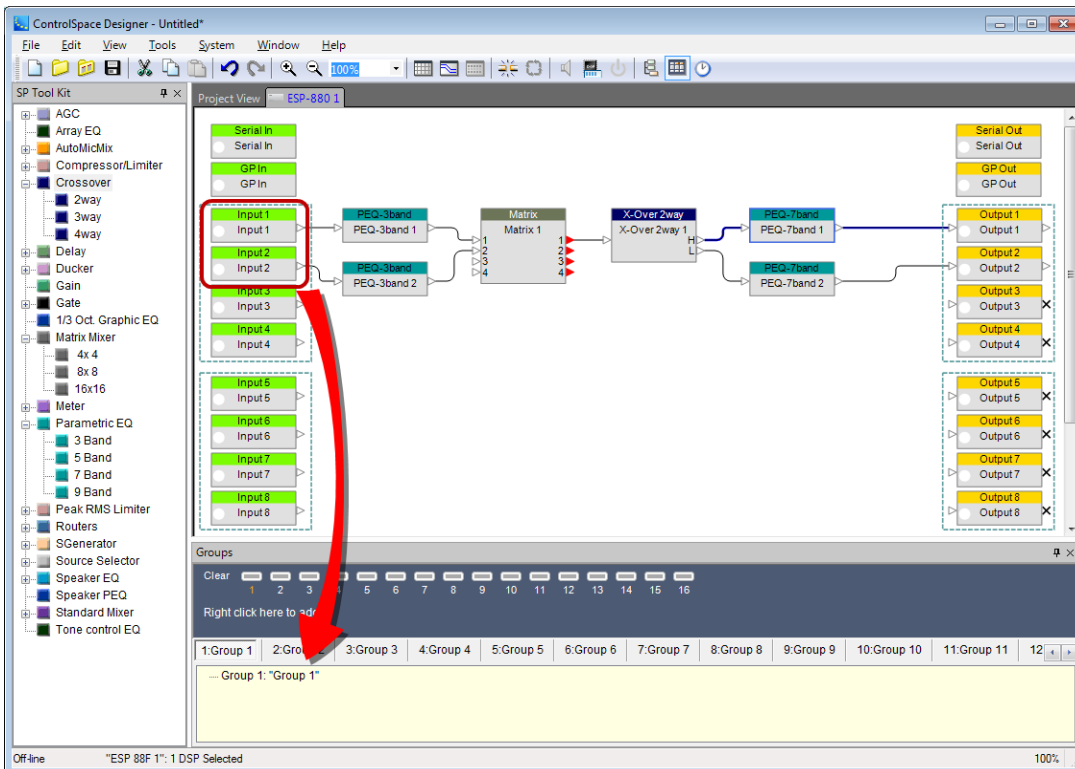 ControlSpace Designer - Untitled*
File Edit View Tools System Window Help
100%
SP Tool Kit
AGC
Array EQ
AutoMicMix
Compressor/Limiter
Crossover
2way
3way
4way
Delay
Ducker
Gain
Gate
1/3 Oct. Graphic EQ
Matrix Mixer
4x 4
8x 8
16x16
Meter
Parametric EQ
3 Band
5 Band
7 Band
9 Band
Peak RMS Limiter
Routers
SGenerator
Source Selector
Speaker EQ
Speaker PEQ
Standard Mixer
Tone control EQ
Project View ESP-880 1
Serial In
Serial In
GP In
GP In
Input 1
Input 1
Input 2
Input 2
Input 3
Input 3
Input 4
Input 4
Input 5
Input 5
Input 6
Input 6
Input 7
Input 7
Input 8
Input 8
PEQ-3band
PEQ-3band 1
PEQ-3band
PEQ-3band 2
Matrix
Matrix 1
1 1
2 2
3 3
4 4
X-Over 2way
X-Over 2way 1
H
L
PEQ-7band
PEQ-7band 1
PEQ-7band
PEQ-7band 2
Serial Out
Serial Out
GP Out
GP Out
Output 1
Output 1
Output 2
Output 2
Output 3
Output 3
Output 4
Output 4
Output 5
Output 5
Output 6
Output 6
Output 7
Output 7
Output 8
Output 8
Groups
Clear
1 2 3 4 5 6 7 8 9 10 11 12 13 14 15 16
Right click here to
1:Group 1 2:Group 2 3:Group 3 4:Group 4 5:Group 5 6:Group 6 7:Group 7 8:Group 8 9:Group 9 10:Group 10 11:Group 11 12
Group 1: "Group 1"
Off-line "ESP 88F 1": 1 DSP Selected 100%